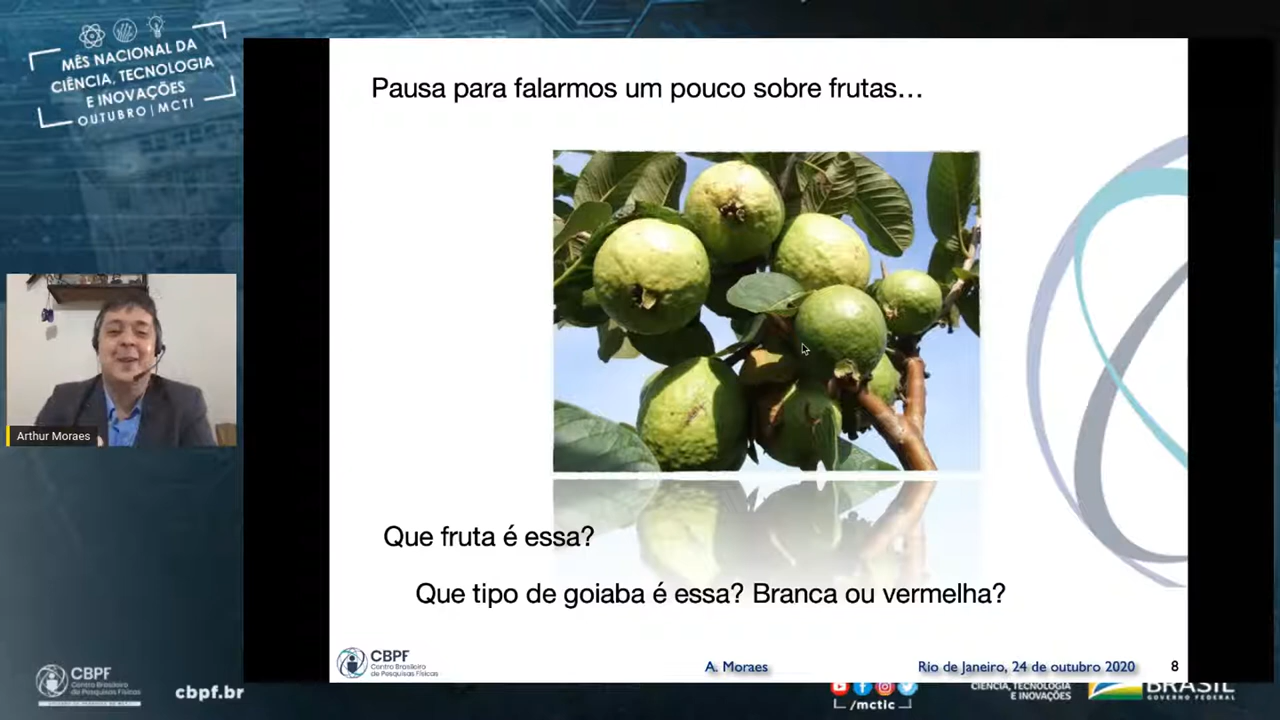 MÊS NACIONAL DA
CIÊNCIA, TECNOLOGIA
E INOVAÇÕES
OUTUBRO | MCTI
Pausa para falarmos um pouco sobre frutas…
Arthur Moraes
Que fruta é essa?
Que tipo de goiaba é essa? Branca ou vermelha?
CBPF
Centro Brasileiro
de Pesquisas Físicas
A. Moraes
Rio de Janeiro, 24 de outubro 2020
8
CBPF
Centro Brasileiro
de Pesquisas Físicas
cbpf.br
/mctic
CIÊNCIA, TECNOLOGIA
E INOVAÇÕES
BRASIL
GOVERNO FEDERAL